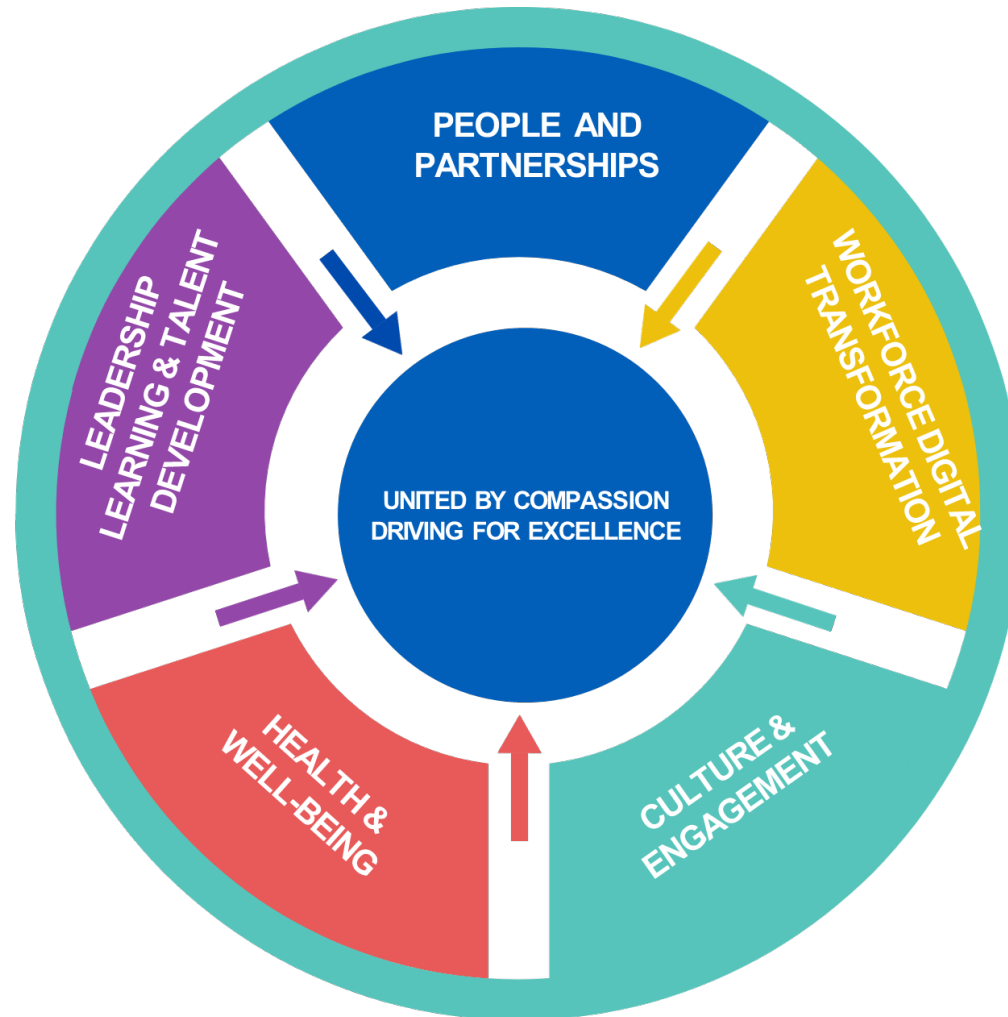 PEOPLE AND
PARTNERSHIPS
WORKFORCE DIGITAL
TRANSFORMATION
CULTURE &
ENGAGEMENT
HEALTH &
WELL-BEING
LEADERSHIP
LEARNING & TALENT
DEVELOPMENT
UNITED BY COMPASSION
DRIVING FOR EXCELLENCE